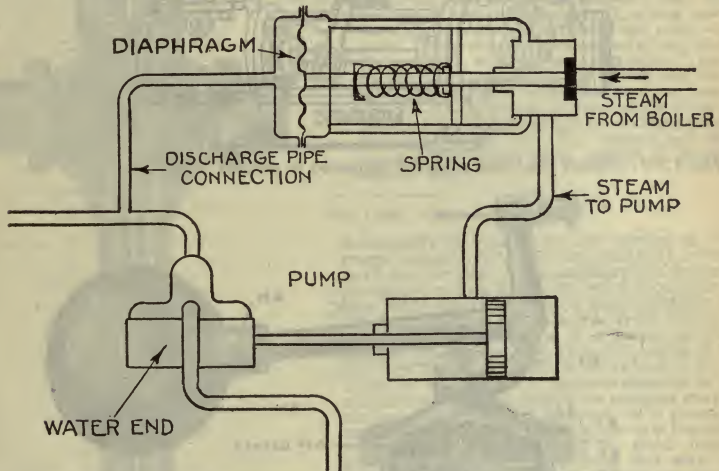 DIAPHRAGM
STEAM
FROM BOILER
DISCHARGE PIPE
CONNECTION
SPRING
STEAM
TO PUMP
PUMP
WATER END